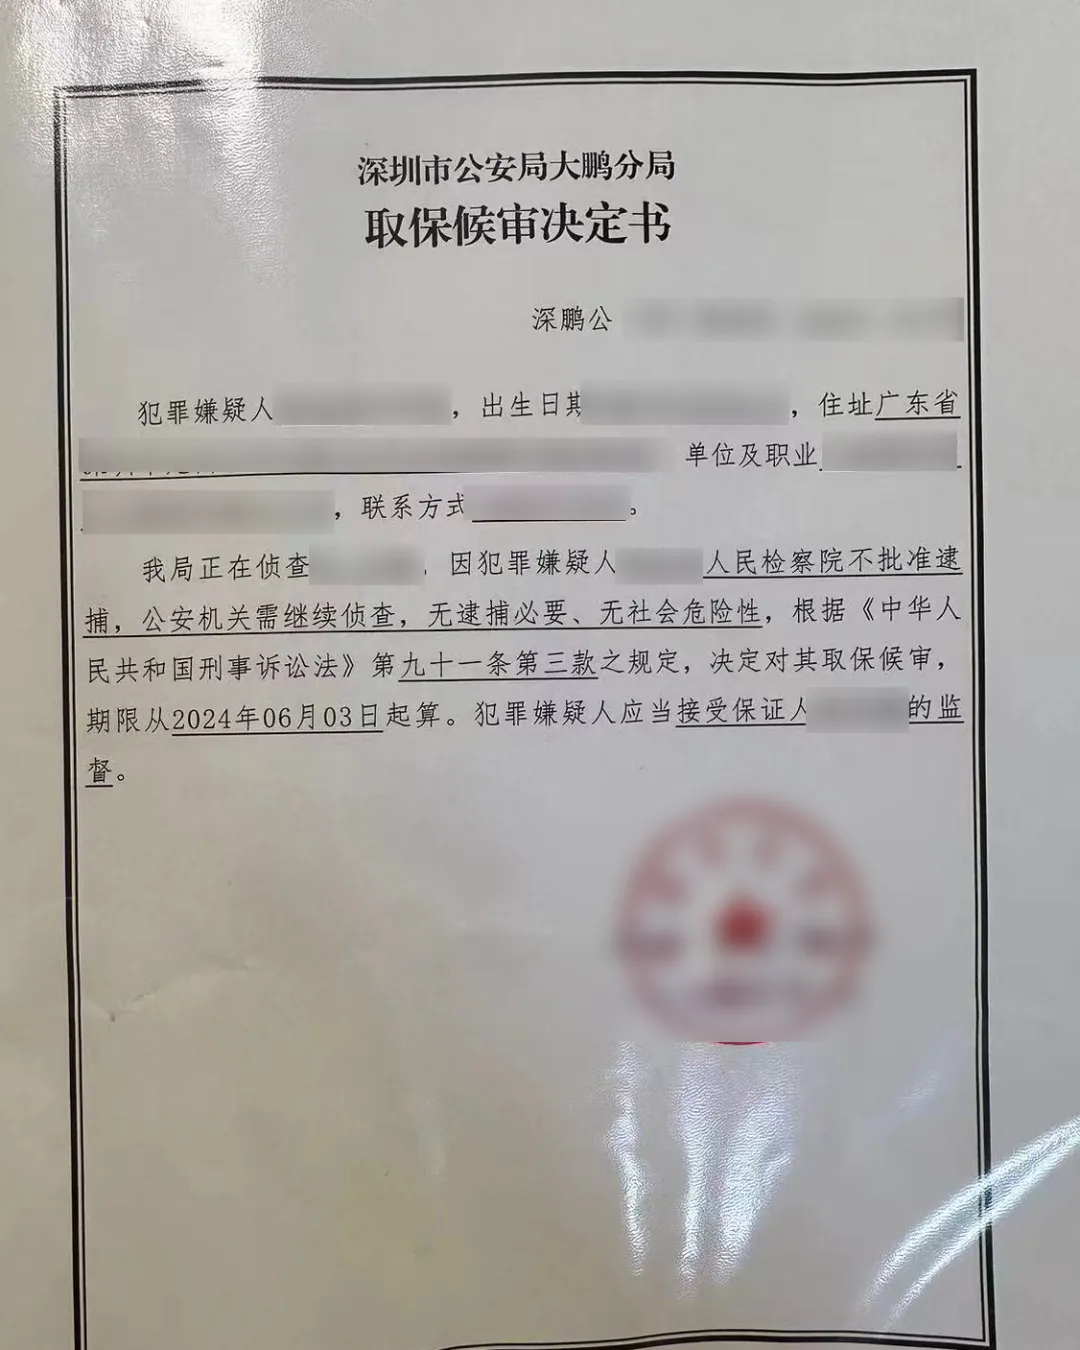 深圳市公安局大鹏分局
取保候审决定书
深鹏公
犯罪嫌疑人，出生日期，住址广东省
单位及职业
，联系方式。
我局正在侦查，因犯罪嫌疑人人民检察院不批准逮
捕，公安机关需继续侦查，无逮捕必要、无社会危险性，根据《中华人
民共和国刑事诉讼法》第九十一条第三款之规定，决定对其取保候审，
期限从2024年06月03日起算。犯罪嫌疑人应当接受保证人的监
督。